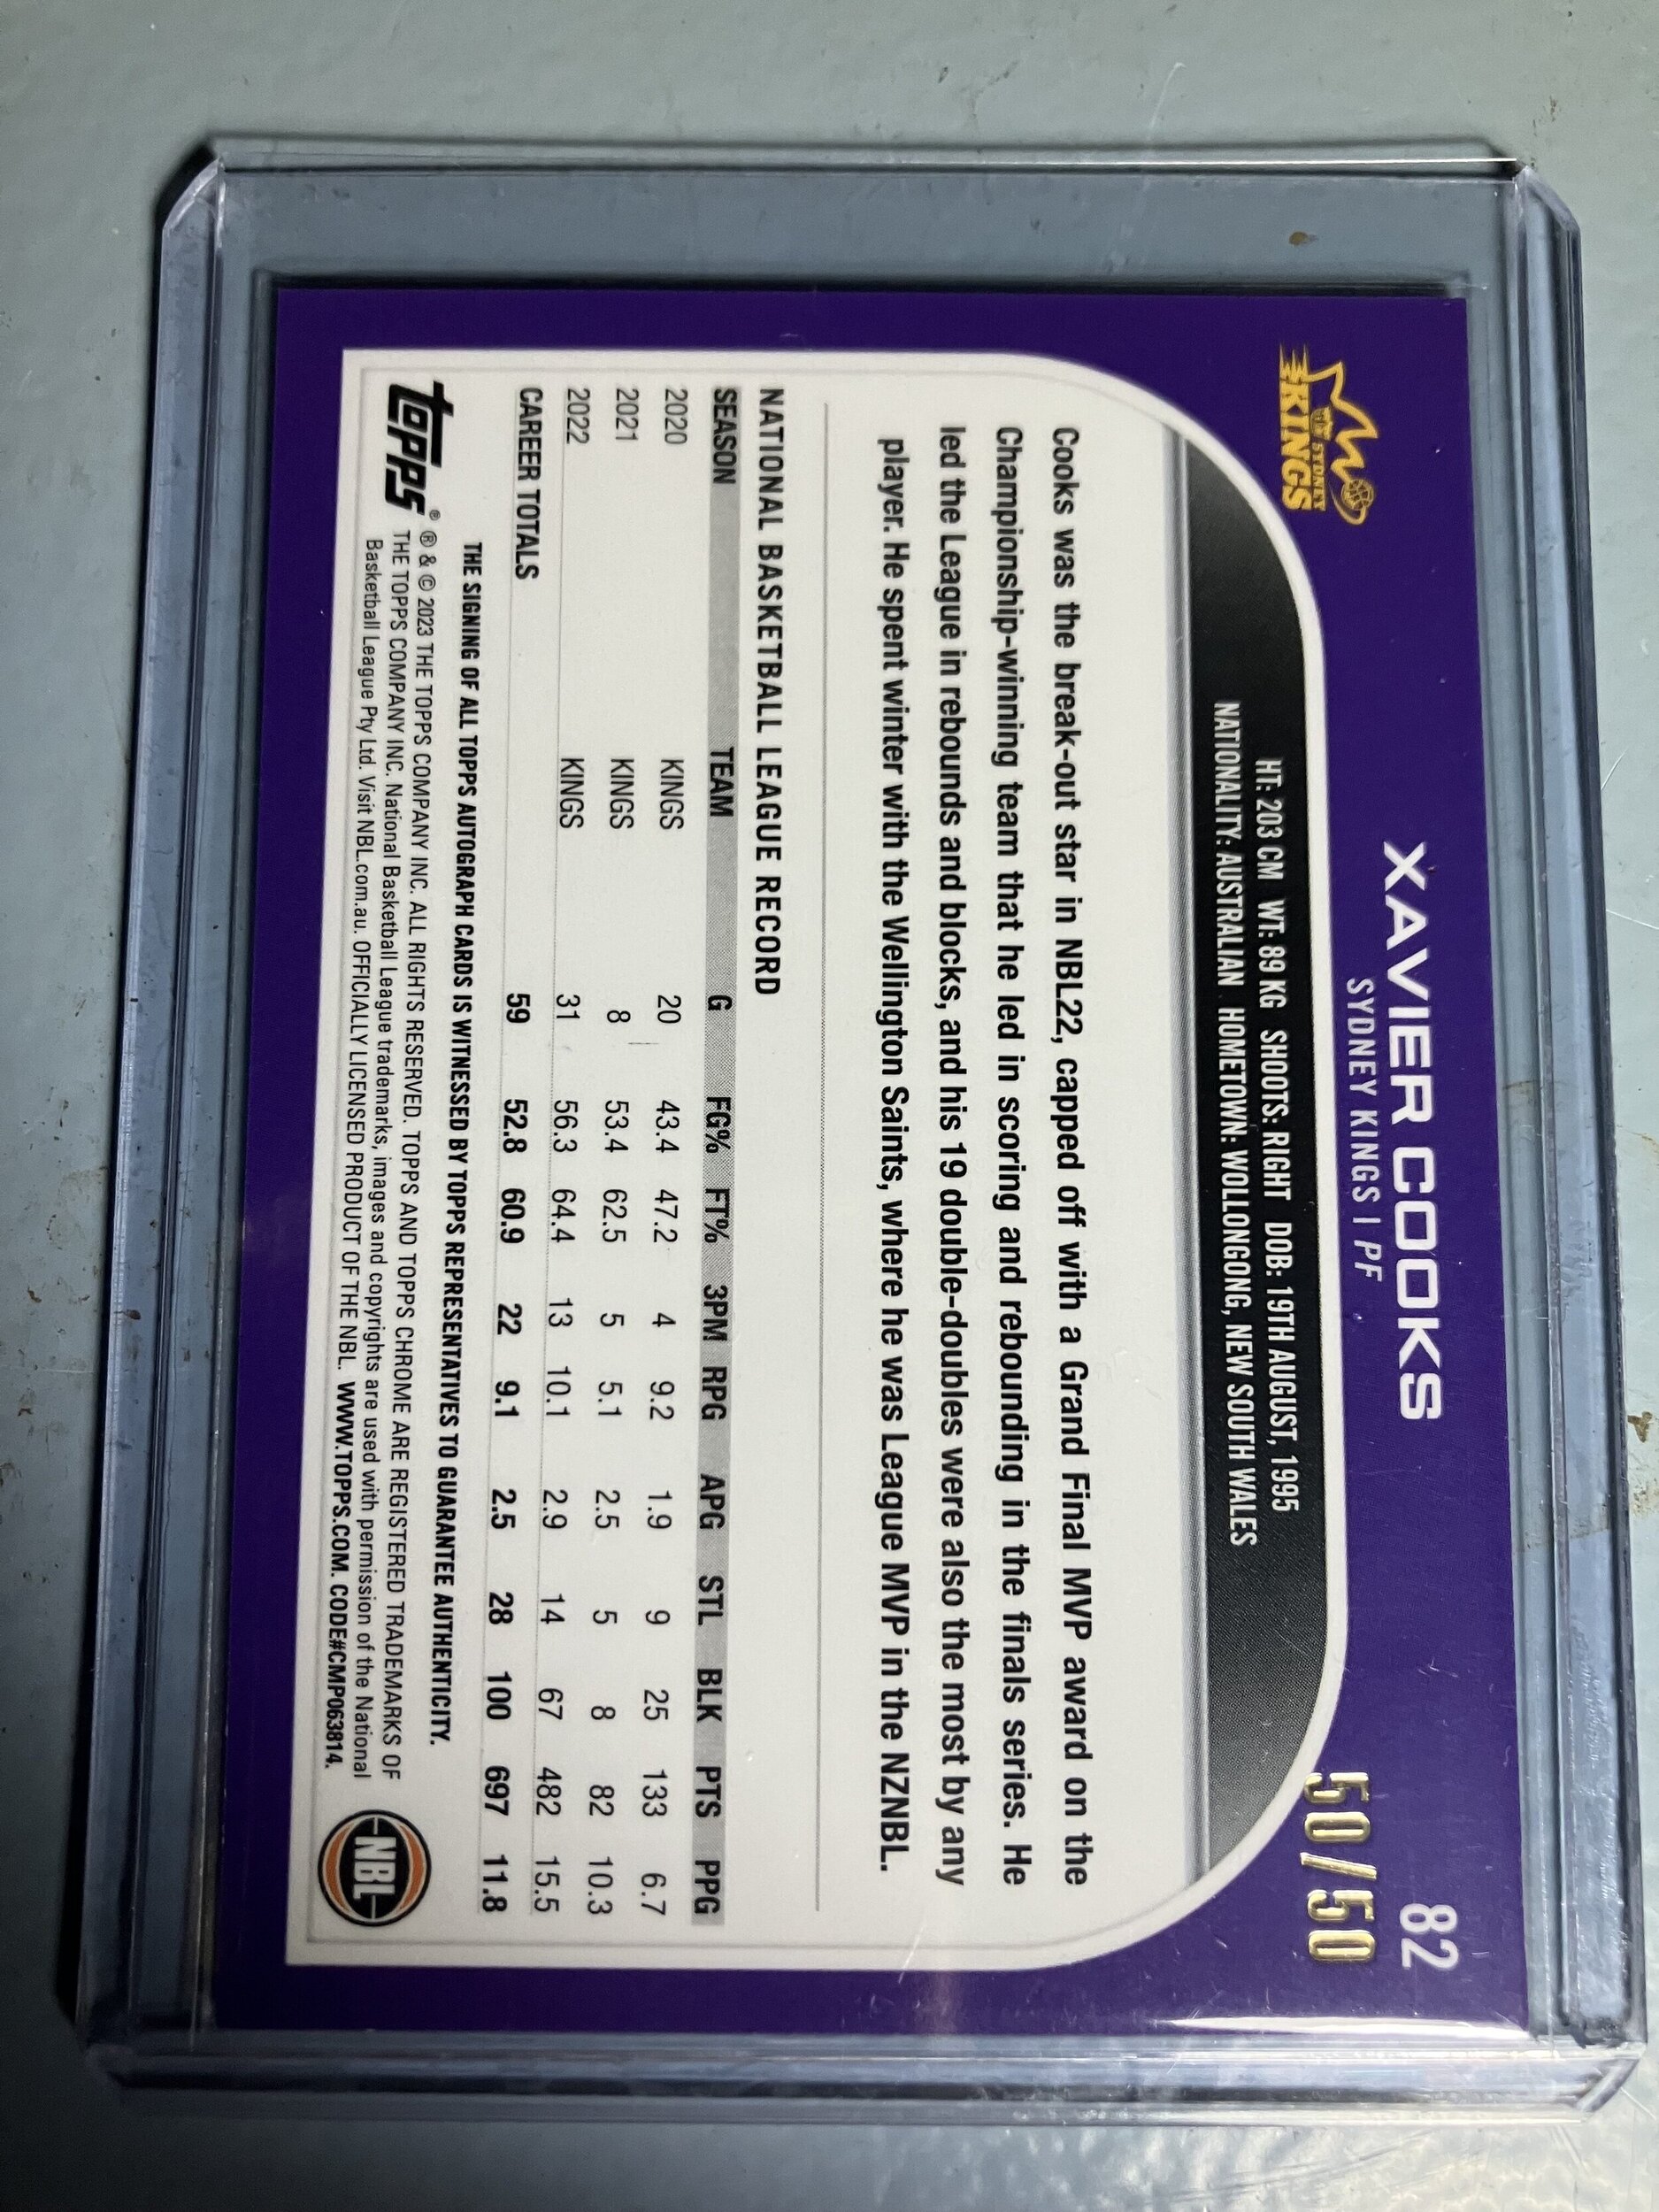 82
XAVIER COOKS
50/50
SYDNEY KINGS | PF
SYDNEY
KINGS
HT: 203 CM WT: 89 KG SHOOTS: RIGHT DOB: 19TH AUGUST, 1995
NATIONALITY: AUSTRALIAN HOMETOWN: WOLLONGONG, NEW SOUTH WALES
Cooks was the break-out star in NBL22, capped off with a Grand Final MVP award on the
Championship-winning team that he led in scoring and rebounding in the finals series. He
led the League in rebounds and blocks, and his 19 double-doubles were also the most by any
player. He spent winter with the Wellington Saints, where he was League MVP in the NZNBL.
NATIONAL BASKETBALL LEAGUE RECORD
SEASON TEAM G FG% FT% 3PM RPG APG STL BLK PTS PPG
2020 KINGS 20 43.4 47.2 4 9.2 1.9 9 25 133 6.7
2021 KINGS 8 53.4 62.5 5 5.1 2.5 5 8 82 10.3
2022 KINGS 31 56.3 64.4 13 10.1 2.9 14 67 482 15.5
CAREER TOTALS 59 52.8 60.9 22 9.1 2.5 28 100 697 11.8
THE SIGNING OF ALL TOPPS AUTOGRAPH CARDS IS WITNESSED BY TOPPS REPRESENTATIVES TO GUARANTEE AUTHENTICITY.
topps® ® & © 2023 THE TOPPS COMPANY INC. ALL RIGHTS RESERVED. TOPPS AND TOPPS CHROME ARE REGISTERED TRADEMARKS OF
THE TOPPS COMPANY INC. National Basketball League trademarks, images and copyrights are used with permission of the National
Basketball League Pty Ltd. Visit NBL.com.au. OFFICIALLY LICENSED PRODUCT OF THE NBL. WWW.TOPPS.COM. CODE#CMP063814.
NBL